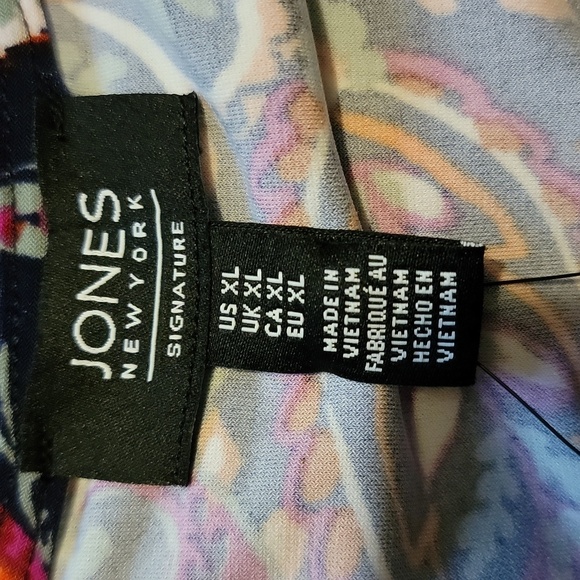 JONES
NEW YORK
SIGNATURE
US XL
UK XL
CA XL
EU XL
MADE IN
VIETNAM
FABRIQUÉ AU
VIETNAM
HECHO EN
VIETNAM